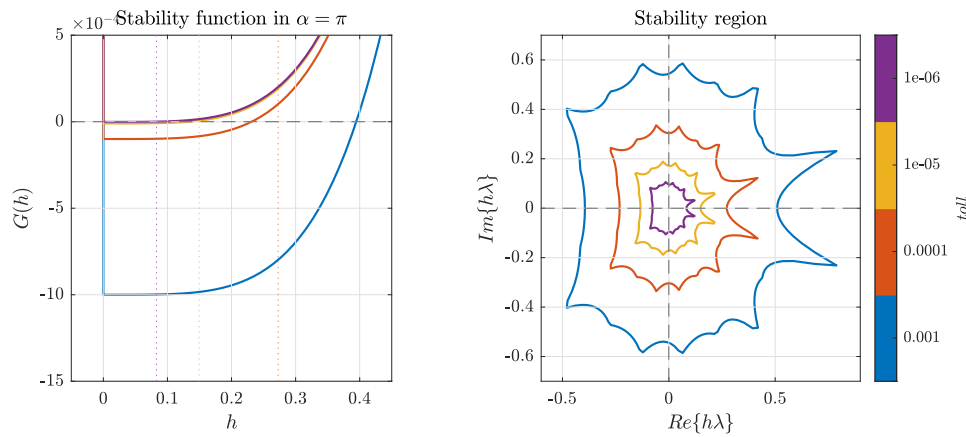 ×10⁻⁴
Stability function in α = π
5
0
-5
-10
-15
0
0.1
0.2
0.3
0.4
h
G(h)
Stability region
0.6
0.4
0.2
0
-0.2
-0.4
-0.6
-0.5
0
0.5
Re{hλ}
Im{hλ}
1e-06
1e-05
0.0001
0.001
toll